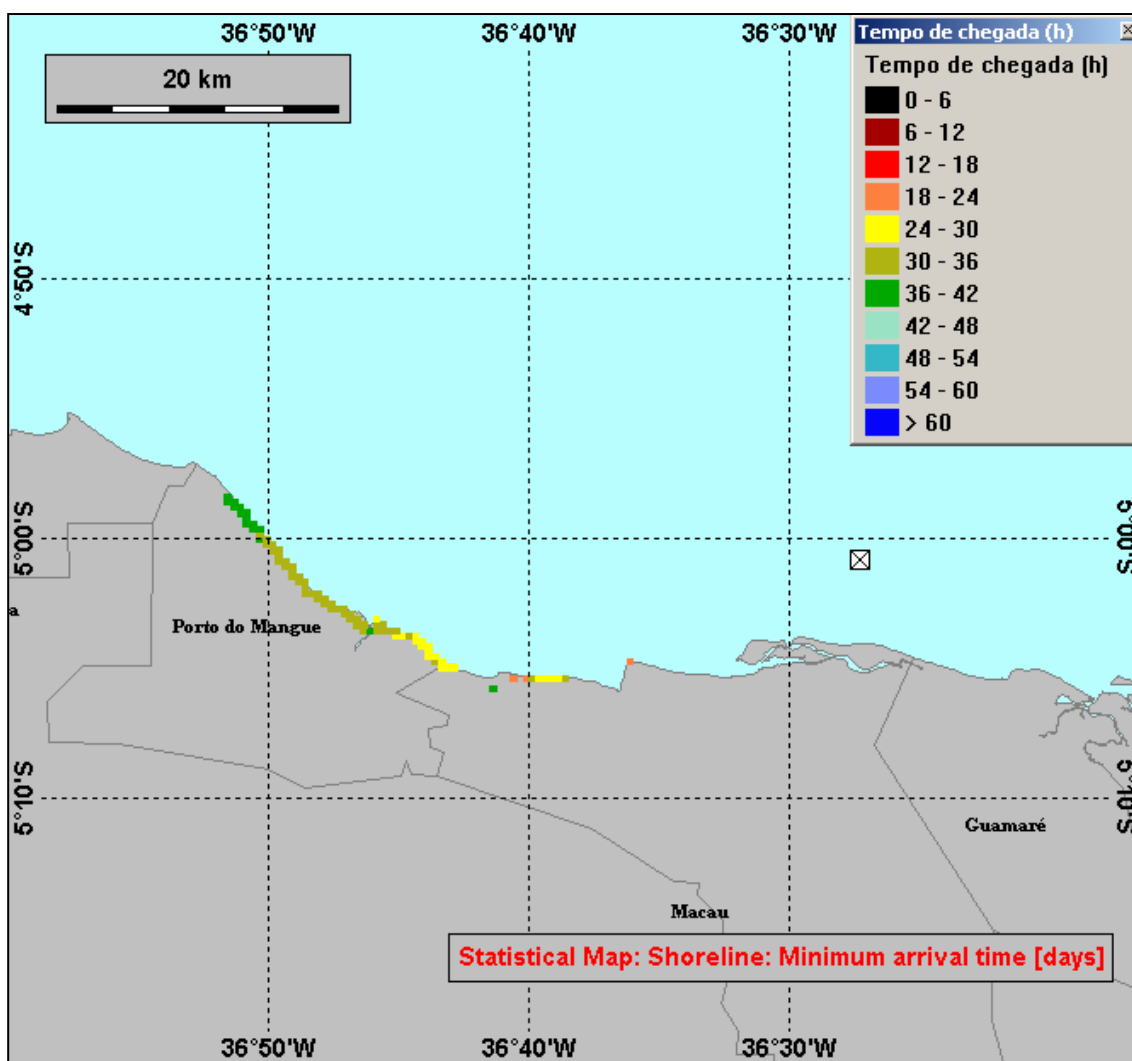 36°50'W
36°40'W
36°30'W
Tempo de chegada (h)
20 km
Tempo de chegada (h)
0 - 6
6 - 12
12 - 18
18 - 24
24 - 30
30 - 36
36 - 42
42 - 48
48 - 54
54 - 60
> 60
4°50'S
5°00'S
5°00'S
a
Porto do Mangue
5°10'S
5°10'S
Guamaré
Macau
Statistical Map: Shoreline: Minimum arrival time [days]
36°50'W
36°40'W
36°30'W